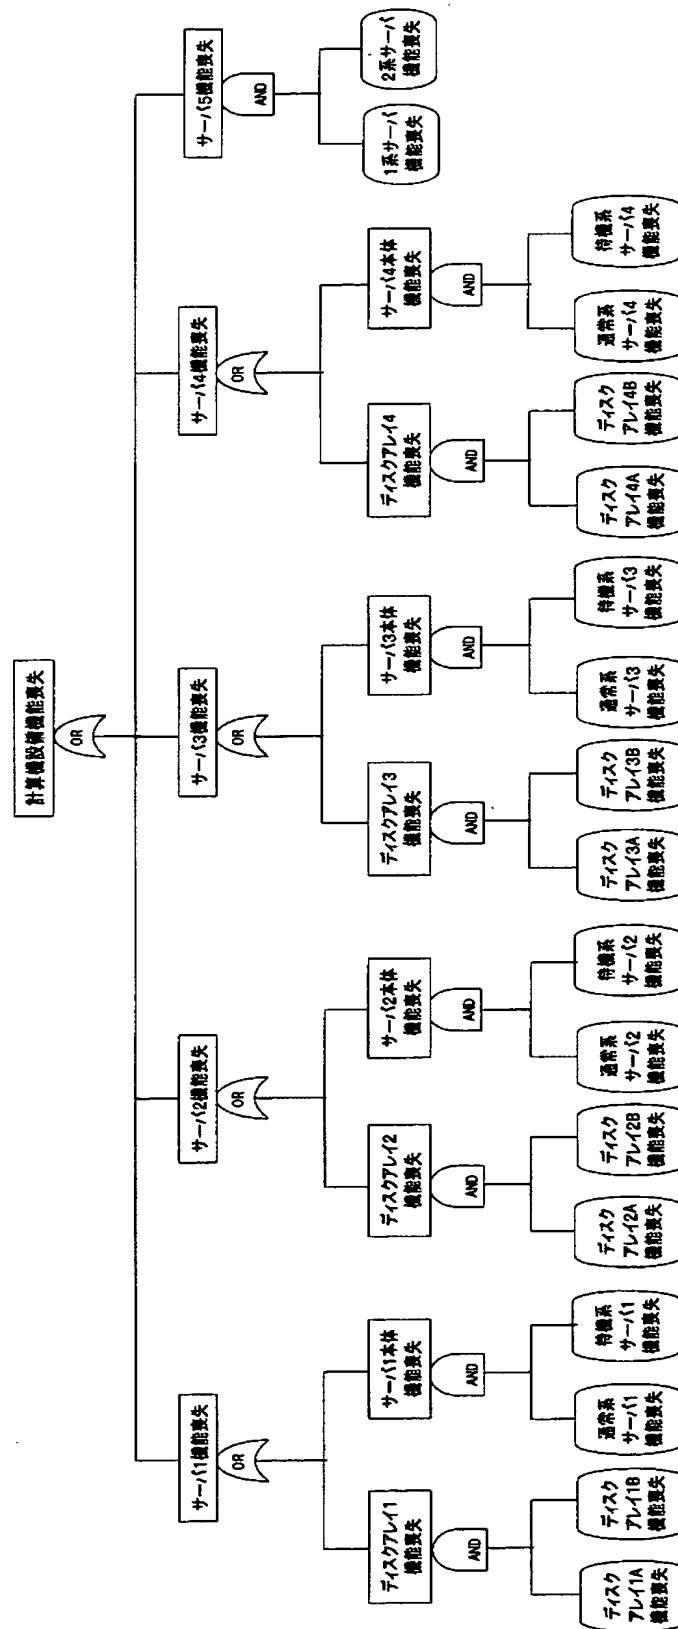 計算機設備機能喪失
OR
サーバ1機能喪失
OR
サーバ2機能喪失
OR
サーバ3機能喪失
OR
サーバ4機能喪失
OR
サーバ5機能喪失
AND
ディスクアレイ1
機能喪失
AND
サーバ1本体
機能喪失
AND
ディスクアレイ2
機能喪失
AND
サーバ2本体
機能喪失
AND
ディスクアレイ3
機能喪失
AND
サーバ3本体
機能喪失
AND
ディスクアレイ4
機能喪失
AND
サーバ4本体
機能喪失
AND
1系サーバ
機能喪失
2系サーバ
機能喪失
ディスク
アレイ1A
機能喪失
ディスク
アレイ1B
機能喪失
通常系
サーバ1
機能喪失
待機系
サーバ1
機能喪失
ディスク
アレイ2A
機能喪失
ディスク
アレイ2B
機能喪失
通常系
サーバ2
機能喪失
待機系
サーバ2
機能喪失
ディスク
アレイ3A
機能喪失
ディスク
アレイ3B
機能喪失
通常系
サーバ3
機能喪失
待機系
サーバ3
機能喪失
ディスク
アレイ4A
機能喪失
ディスク
アレイ4B
機能喪失
通常系
サーバ4
機能喪失
待機系
サーバ4
機能喪失